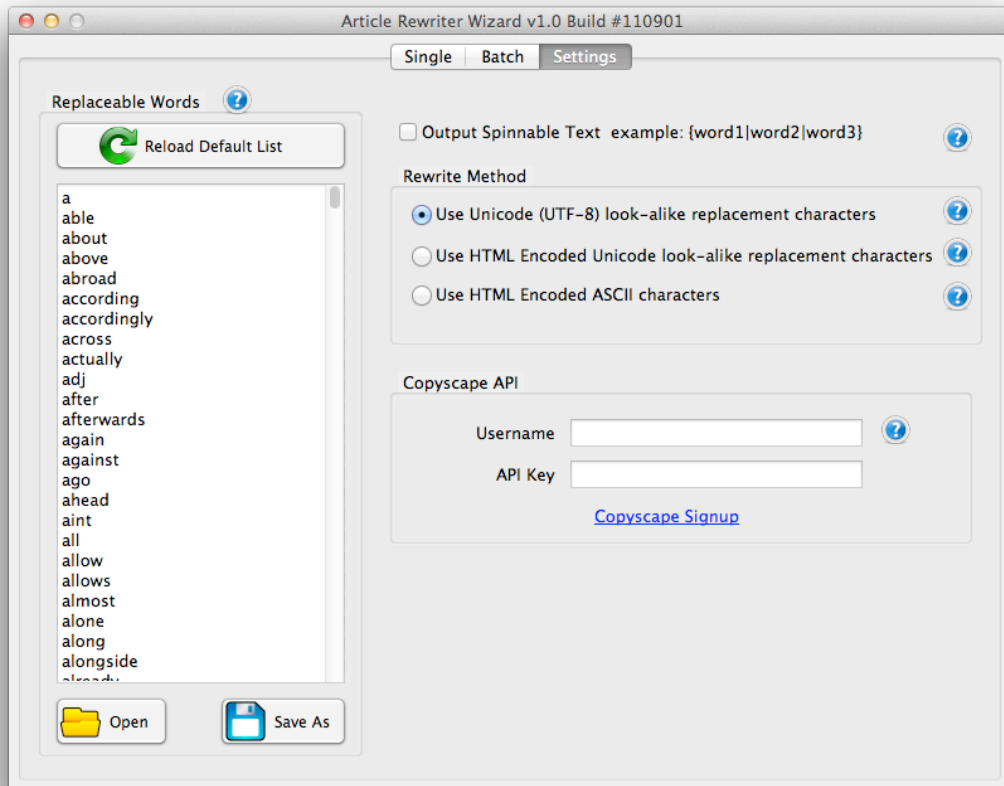 Article Rewriter Wizard v1.0 Build #110901
Single Batch Settings
Replaceable Words ?
Reload Default List
a
able
about
above
abroad
according
accordingly
across
actually
adj
after
afterwards
again
against
ago
ahead
aint
all
allow
allows
almost
alone
along
alongside
already
Open Save As
Output Spinnable Text example: {word1|word2|word3} ?
Rewrite Method
Use Unicode (UTF-8) look-alike replacement characters ?
Use HTML Encoded Unicode look-alike replacement characters ?
Use HTML Encoded ASCII characters ?
Copyscape API
Username ?
API Key
Copyscape Signup